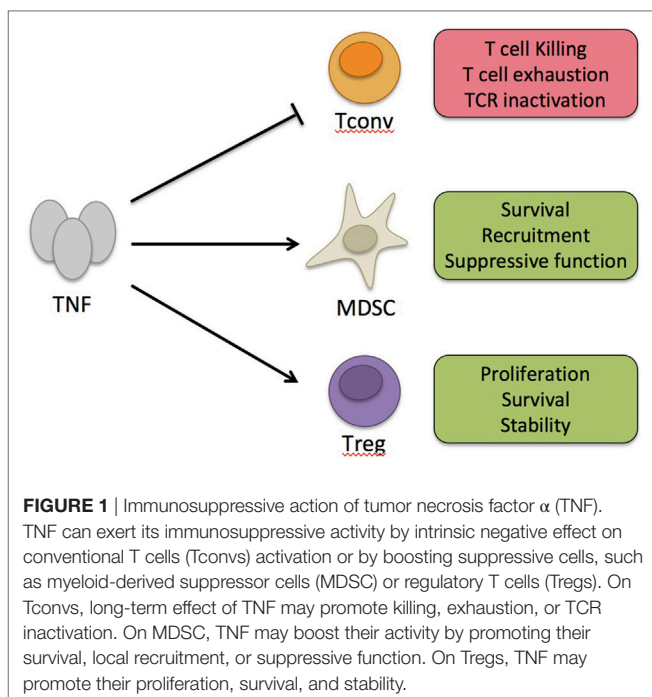 T cell Killing
T cell exhaustion
TCR inactivation
Tconv
TNF
Survival
Recruitment
Suppressive function
MDSC
Proliferation
Survival
Stability
Treg
FIGURE 1 | Immunosuppressive action of tumor necrosis factor α (TNF).
TNF can exert its immunosuppressive activity by intrinsic negative effect on
conventional T cells (Tconvs) activation or by boosting suppressive cells, such
as myeloid-derived suppressor cells (MDSC) or regulatory T cells (Tregs). On
Tconvs, long-term effect of TNF may promote killing, exhaustion, or TCR
inactivation. On MDSC, TNF may boost their activity by promoting their
survival, local recruitment, or suppressive function. On Tregs, TNF may
promote their proliferation, survival, and stability.